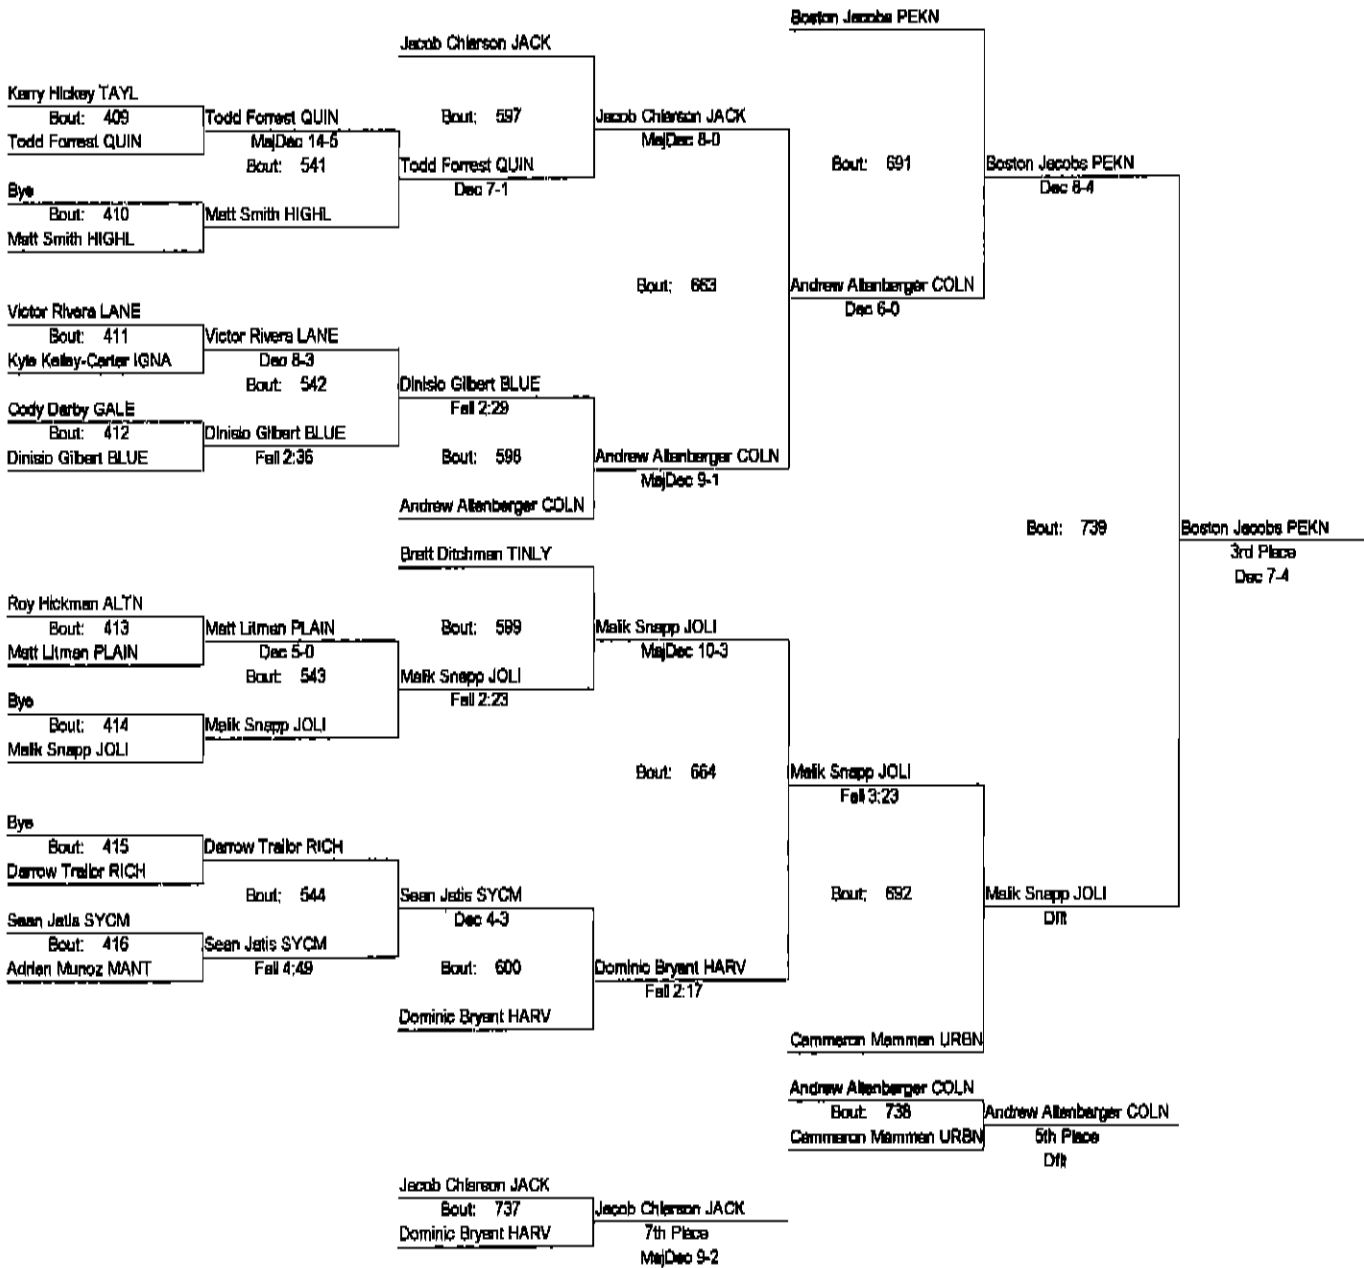 Boston Jacobs PEKN
Jacob Chiarson JACK
Kerry Hickey TAYL
Bout: 409
Todd Forrest QUIN
Todd Forrest QUIN
MajDec 14-5
Bout: 541
Bout: 597
Jacob Chiarson JACK
MajDec 8-0
Todd Forrest QUIN
Dec 7-1
Bout: 691
Boston Jacobs PEKN
Dec 8-4
Bye
Bout: 410
Matt Smith HIGHL
Matt Smith HIGHL
Bout: 663
Andrew Altenberger COLN
Dec 6-0
Victor Rivera LANE
Bout: 411
Kyle Kelley-Carter IGNA
Victor Rivera LANE
Dec 8-3
Bout: 542
Dinisio Gilbert BLUE
Fall 2:29
Cody Darby GALE
Bout: 412
Dinisio Gilbert BLUE
Dinisio Gilbert BLUE
Fall 2:36
Bout: 598
Andrew Altenberger COLN
MajDec 9-1
Andrew Altenberger COLN
Bout: 739
Boston Jacobs PEKN
3rd Place
Dec 7-4
Brett Ditchman TINLY
Roy Hickman ALTN
Bout: 413
Matt Litman PLAIN
Matt Litman PLAIN
Dec 5-0
Bout: 543
Bout: 599
Malik Snapp JOLI
MajDec 10-3
Malik Snapp JOLI
Fall 2:23
Bye
Bout: 414
Malik Snapp JOLI
Malik Snapp JOLI
Bout: 664
Malik Snapp JOLI
Fall 3:23
Bye
Bout: 415
Darrow Trailor RICH
Darrow Trailor RICH
Bout: 544
Sean Jatis SYCM
Dec 4-3
Bout: 692
Malik Snapp JOLI
Dflt
Sean Jatis SYCM
Bout: 416
Adrian Munoz MANT
Sean Jatis SYCM
Fall 4:49
Bout: 600
Dominic Bryant HARV
Fall 2:17
Dominic Bryant HARV
Cammeron Mammen URBN
Andrew Altenberger COLN
Bout: 738
Cammeron Mammen URBN
Andrew Altenberger COLN
5th Place
Dflt
Jacob Chiarson JACK
Bout: 737
Dominic Bryant HARV
Jacob Chiarson JACK
7th Place
MajDec 9-2